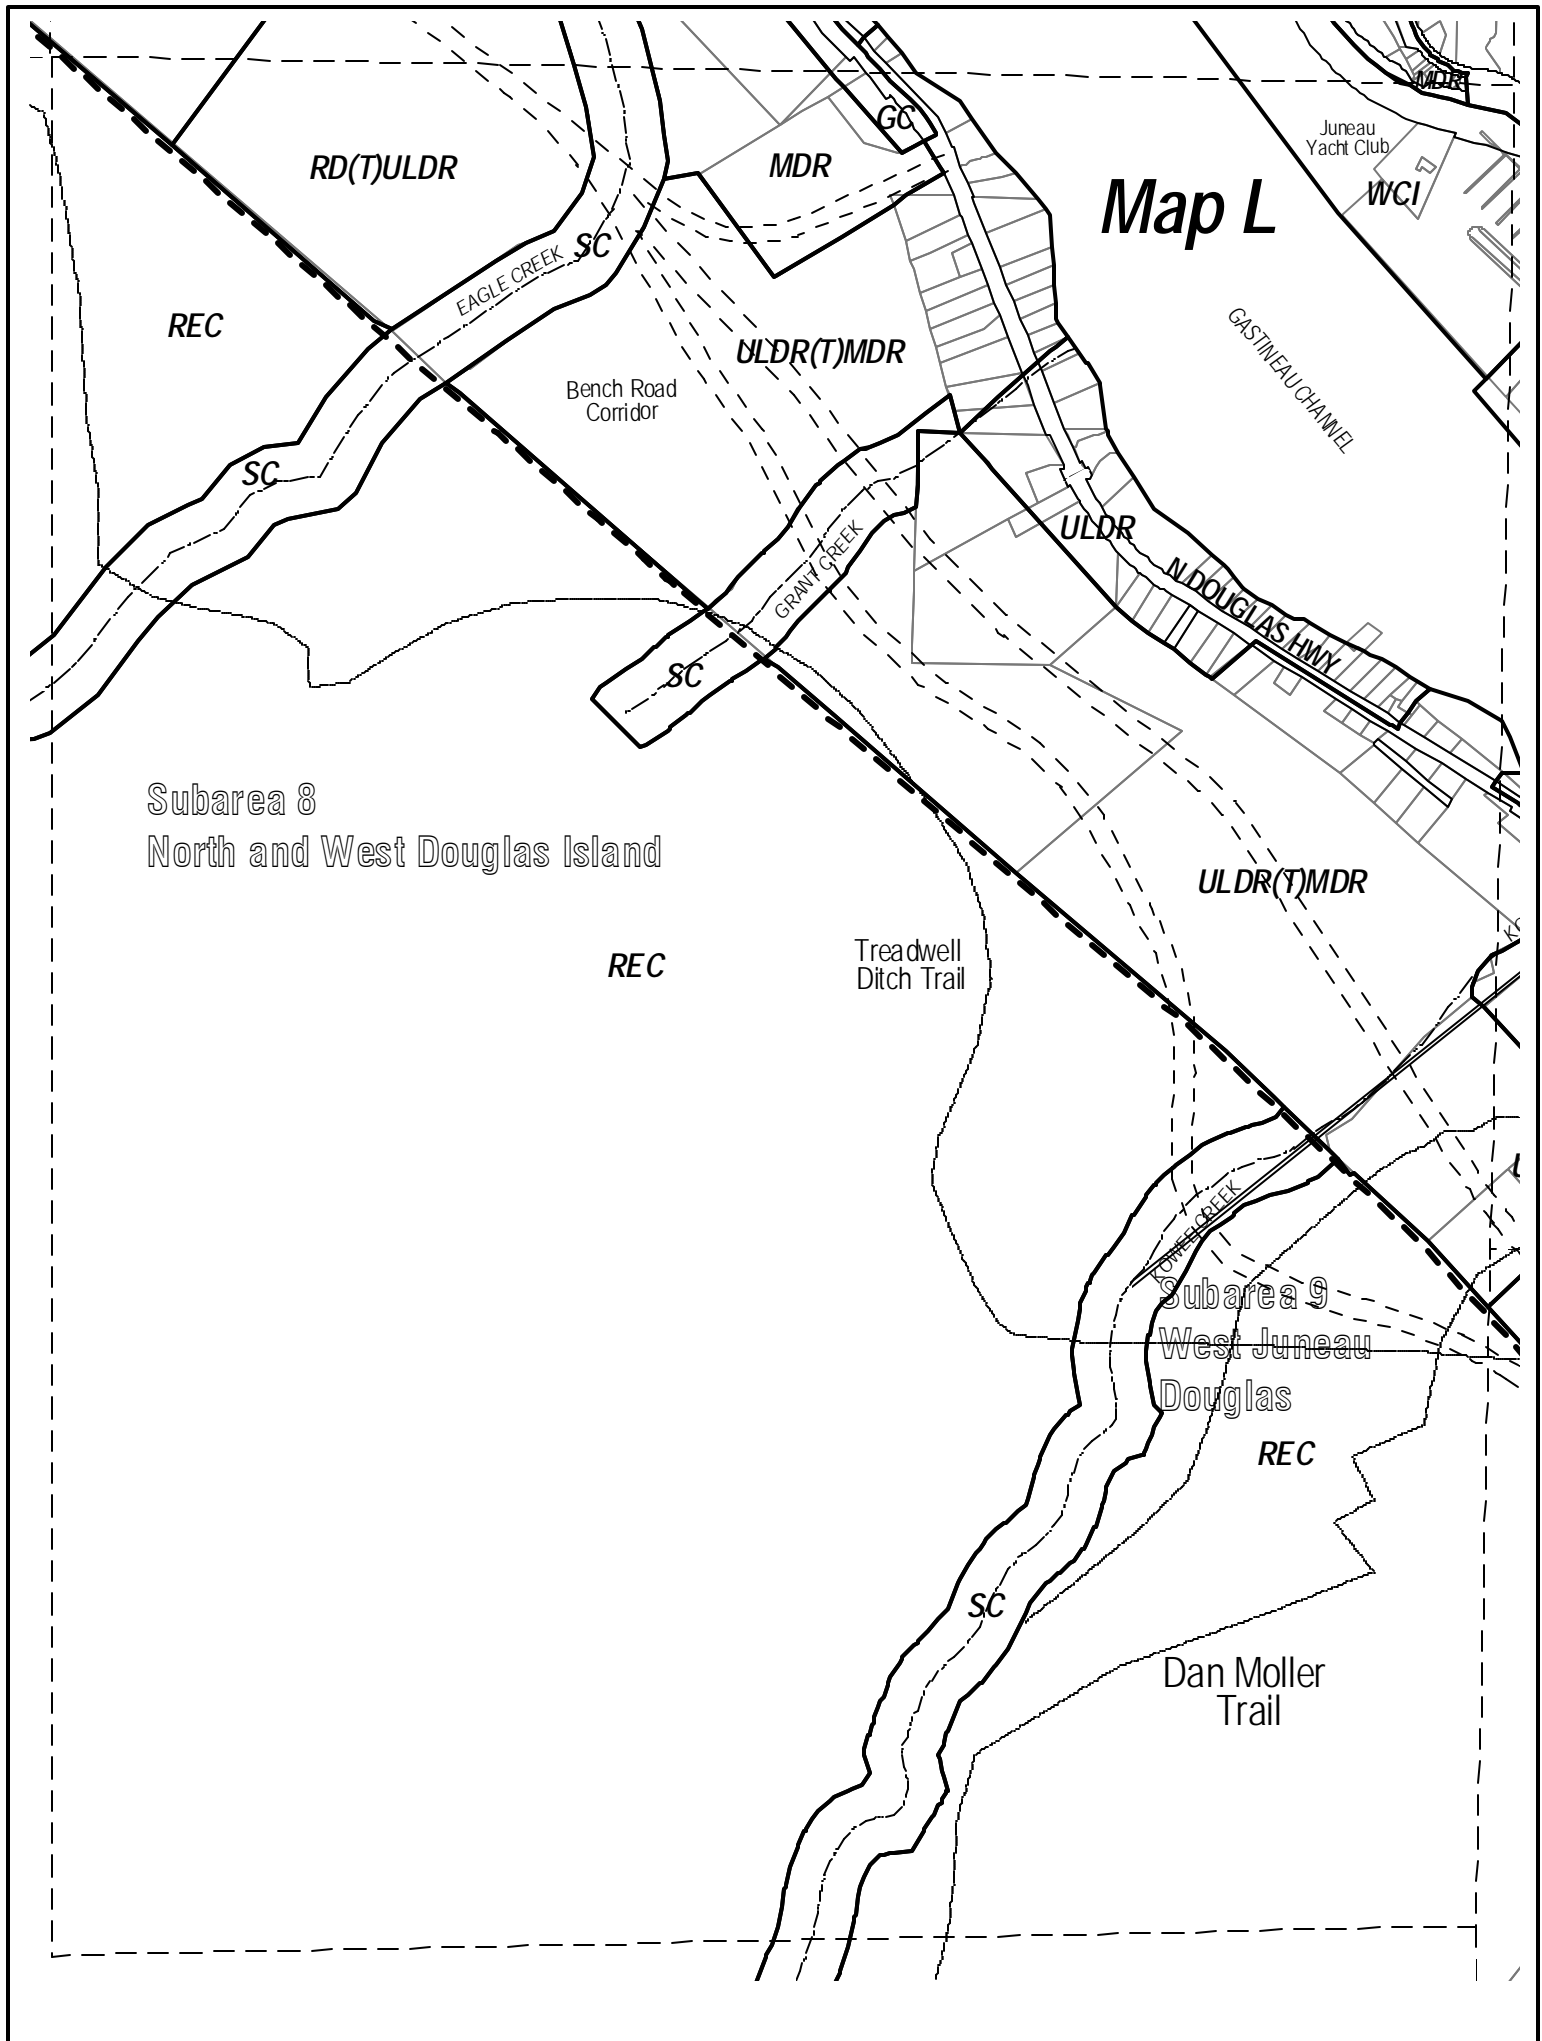 MDR
GC
Juneau
Yacht Club
RD(T)ULDR
MDR
WCI
Map L
SC
EAGLE CREEK
REC
GASTINEAU CHANNEL
ULDR(T)MDR
Bench Road
Corridor
SC
ULDR
GRANT CREEK
N DOUGLAS HWY
SC
Subarea 8
North and West Douglas Island
ULDR(T)MDR
REC
Treadwell
Ditch Trail
KOWEE CREEK
Subarea 9
West Juneau
Douglas
REC
SC
Dan Moller
Trail